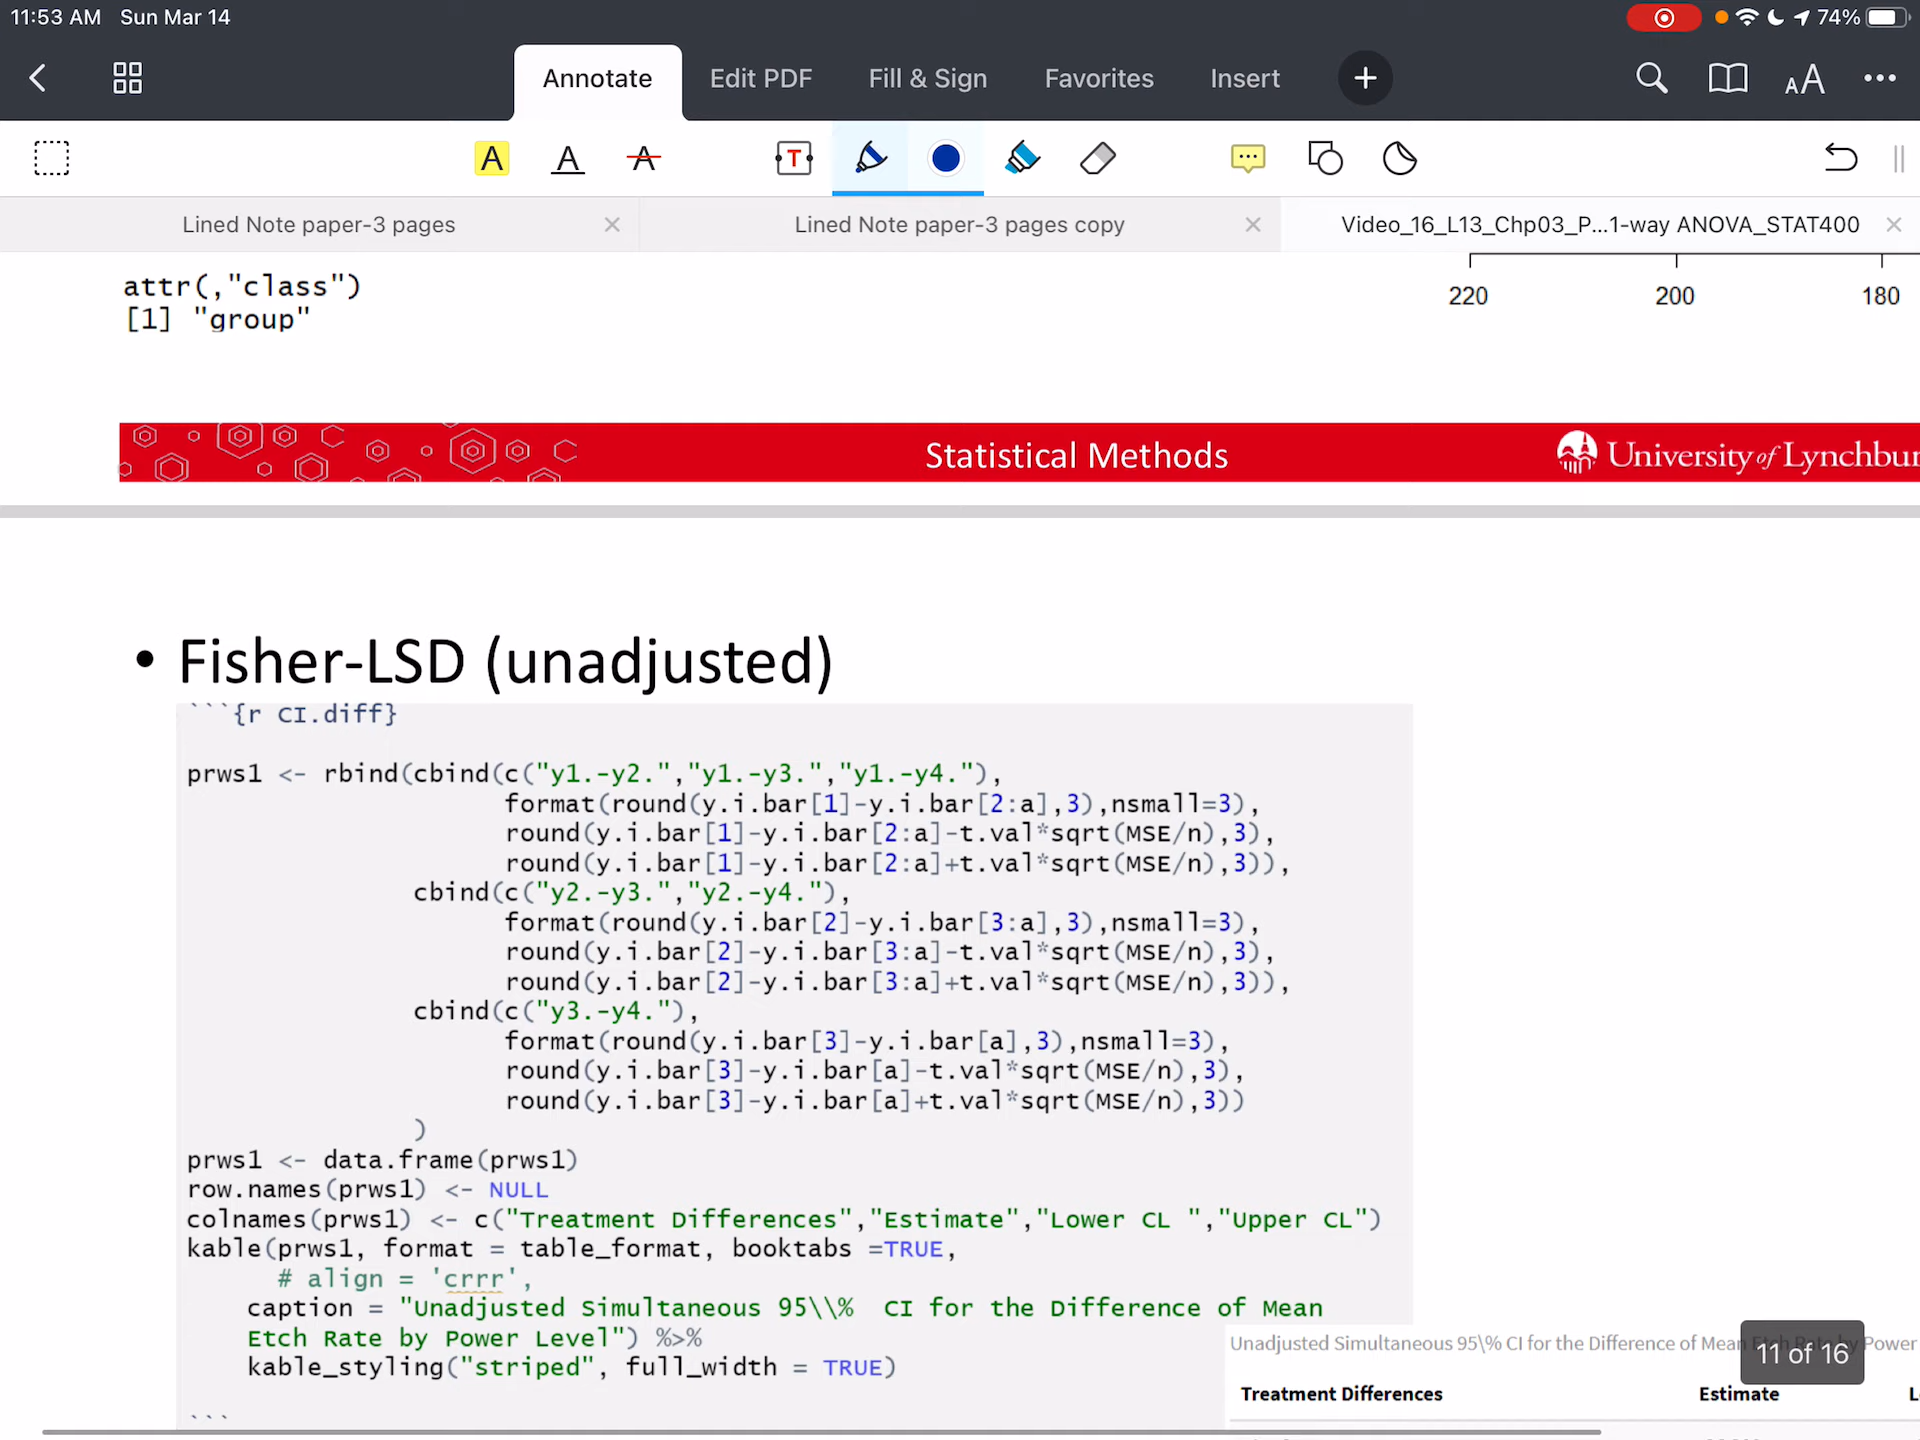 11:53 AM Sun Mar 14
74%
Annotate
Edit PDF
Fill & Sign
Favorites
Insert
Lined Note paper-3 pages
Lined Note paper-3 pages copy
Video_16_L13_Chp03_P...1-way ANOVA_STAT400
attr(,"class")
[1] "group"
220 200 180
Statistical Methods
University of Lynchbur
• Fisher-LSD (unadjusted)
```{r CI.diff}
prws1 <- rbind(cbind(c("y1.-y2.","y1.-y3.","y1.-y4."),
format(round(y.i.bar[1]-y.i.bar[2:a],3),nsmall=3),
round(y.i.bar[1]-y.i.bar[2:a]-t.val*sqrt(MSE/n),3),
round(y.i.bar[1]-y.i.bar[2:a]+t.val*sqrt(MSE/n),3)),
cbind(c("y2.-y3.","y2.-y4."),
format(round(y.i.bar[2]-y.i.bar[3:a],3),nsmall=3),
round(y.i.bar[2]-y.i.bar[3:a]-t.val*sqrt(MSE/n),3),
round(y.i.bar[2]-y.i.bar[3:a]+t.val*sqrt(MSE/n),3)),
cbind(c("y3.-y4."),
format(round(y.i.bar[3]-y.i.bar[a],3),nsmall=3),
round(y.i.bar[3]-y.i.bar[a]-t.val*sqrt(MSE/n),3),
round(y.i.bar[3]-y.i.bar[a]+t.val*sqrt(MSE/n),3))
)
prws1 <- data.frame(prws1)
row.names(prws1) <- NULL
colnames(prws1) <- c("Treatment Differences","Estimate","Lower CL ","Upper CL")
kable(prws1, format = table_format, booktabs =TRUE,
# align = 'crrr',
caption = "Unadjusted Simultaneous 95\\% CI for the Difference of Mean
Etch Rate by Power Level") %>%
kable_styling("striped", full_width = TRUE)
```
Unadjusted Simultaneous 95\% CI for the Difference of Mean Etch Rate by Power
11 of 16
Treatment Differences Estimate L